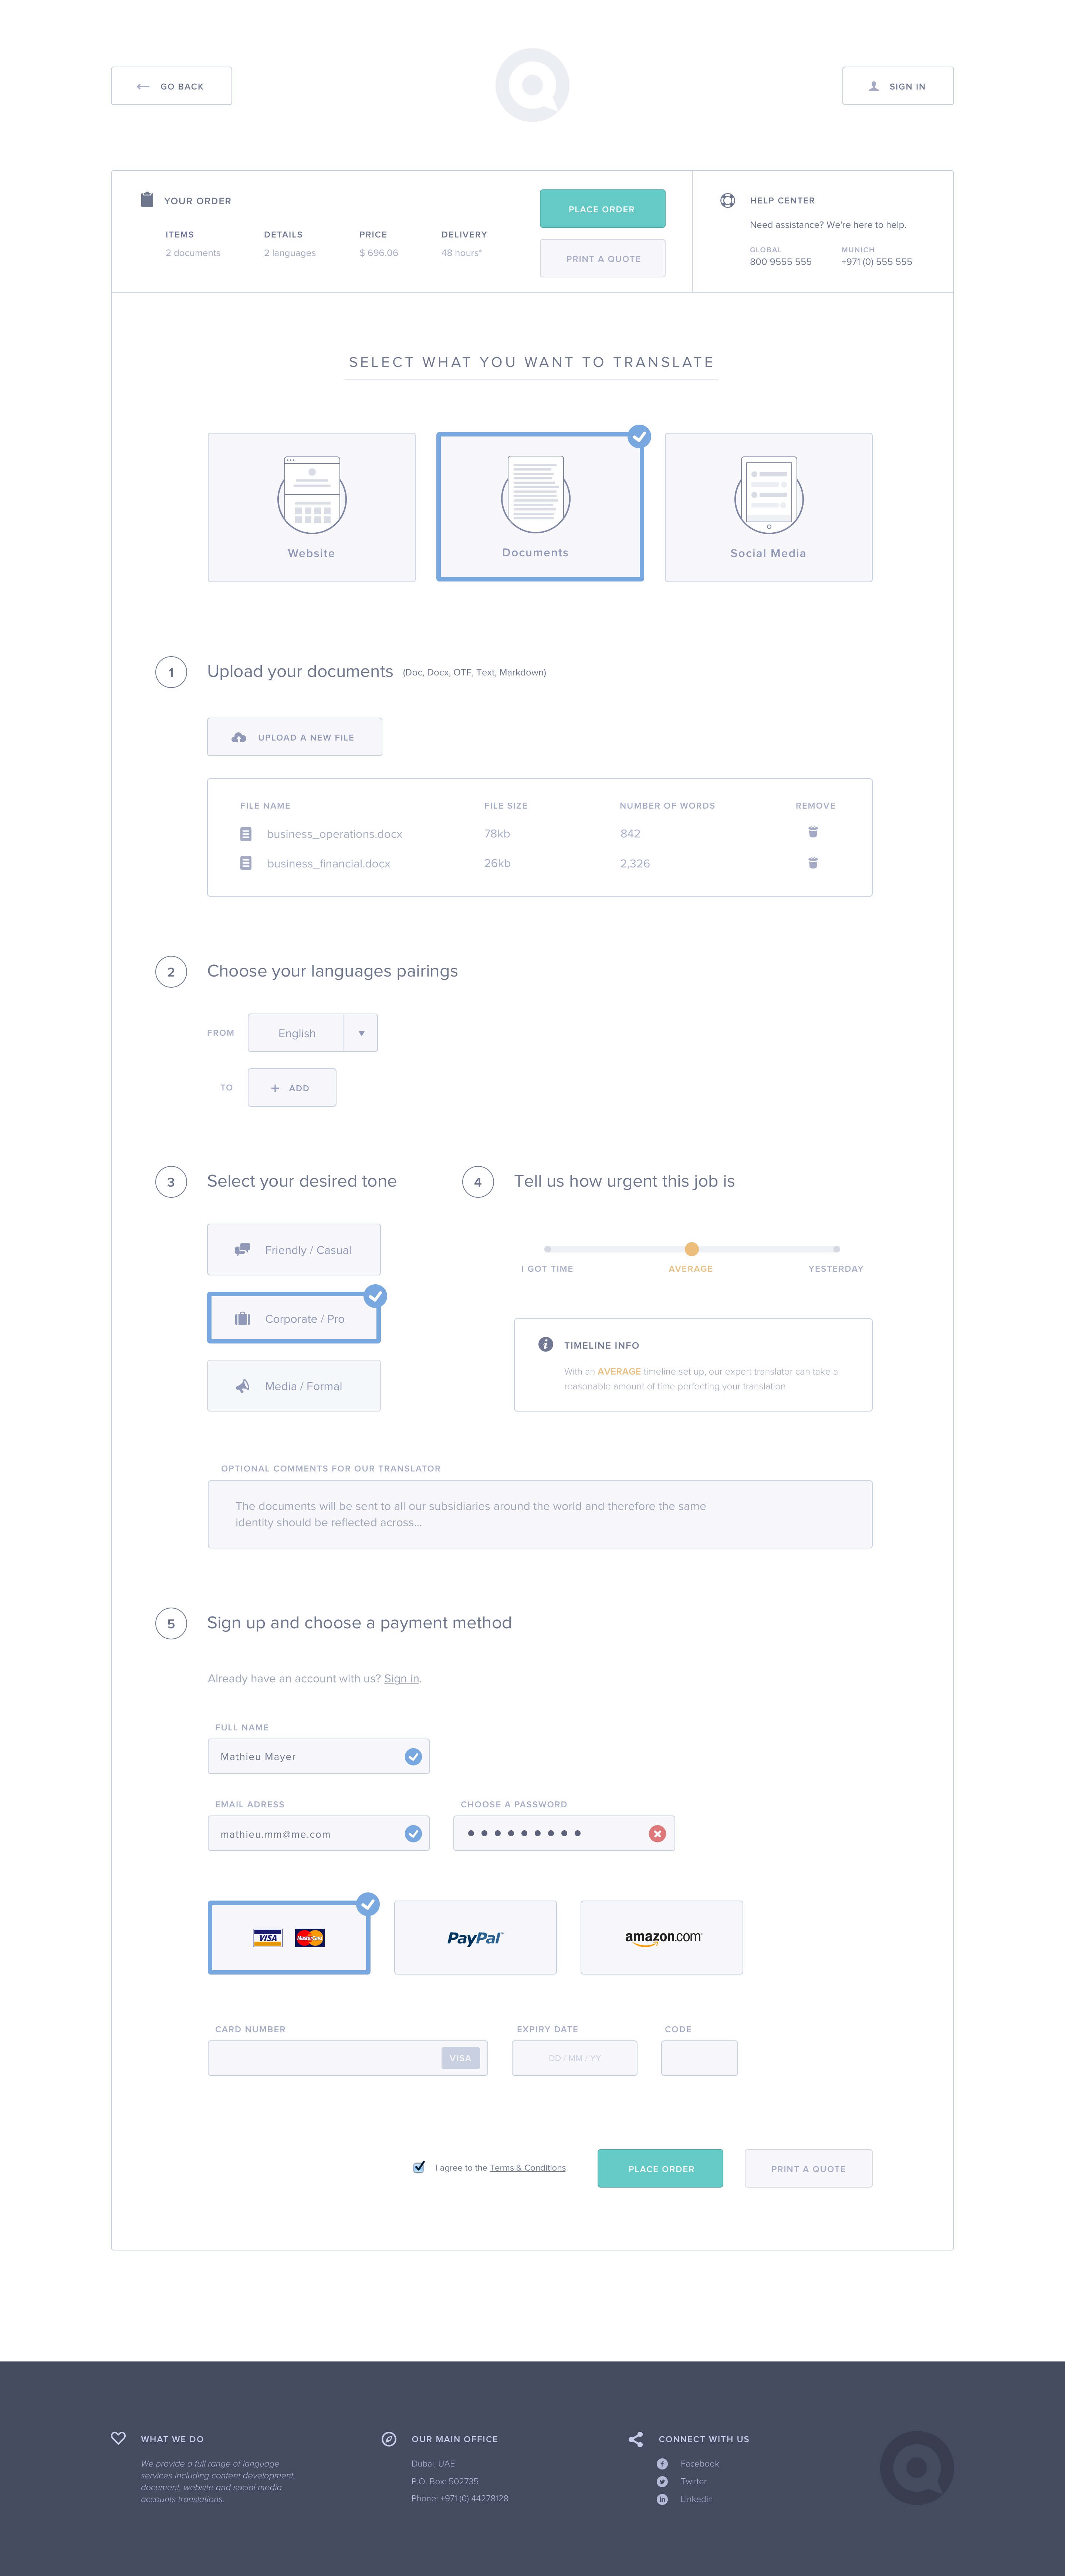 GO BACK
SIGN IN
YOUR ORDER
ITEMS DETAILS PRICE DELIVERY
2 documents 2 languages $ 696.06 48 hours*
PLACE ORDER
PRINT A QUOTE
HELP CENTER
Need assistance? We're here to help.
GLOBAL MUNICH
800 9555 555 +971 (0) 555 555
SELECT WHAT YOU WANT TO TRANSLATE
Website
Documents
Social Media
1 Upload your documents (Doc, Docx, OTF, Text, Markdown)
UPLOAD A NEW FILE
FILE NAME FILE SIZE NUMBER OF WORDS REMOVE
business_operations.docx 78kb 842
business_financial.docx 26kb 2,326
2 Choose your languages pairings
FROM English
TO + ADD
3 Select your desired tone
Friendly / Casual
Corporate / Pro
Media / Formal
4 Tell us how urgent this job is
I GOT TIME AVERAGE YESTERDAY
TIMELINE INFO
With an AVERAGE timeline set up, our expert translator can take a
reasonable amount of time perfecting your translation
OPTIONAL COMMENTS FOR OUR TRANSLATOR
The documents will be sent to all our subsidiaries around the world and therefore the same
identity should be reflected across...
5 Sign up and choose a payment method
Already have an account with us? Sign in.
FULL NAME
Mathieu Mayer
EMAIL ADRESS CHOOSE A PASSWORD
mathieu.mm@me.com
VISA MasterCard PayPal amazon.com
CARD NUMBER EXPIRY DATE CODE
VISA DD / MM / YY
I agree to the Terms & Conditions
PLACE ORDER
PRINT A QUOTE
WHAT WE DO
We provide a full range of language
services including content development,
document, website and social media
accounts translations.
OUR MAIN OFFICE
Dubai, UAE
P.O. Box: 502735
Phone: +971 (0) 44278128
CONNECT WITH US
Facebook
Twitter
Linkedin